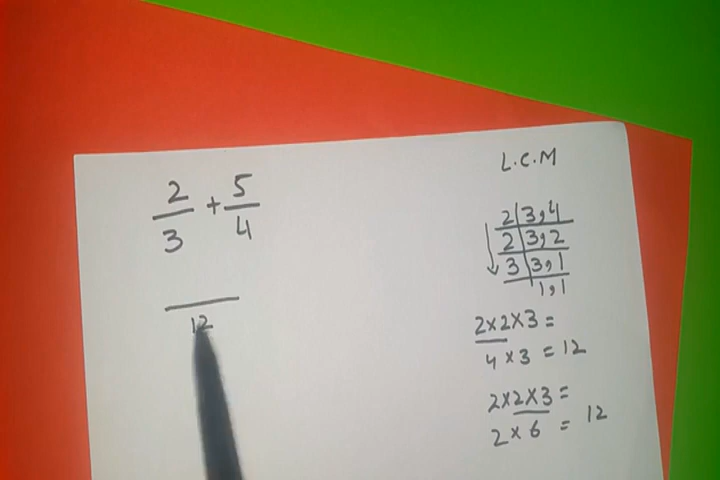 2/3 + 5/4
12
L.C.M
2 | 3, 4
2 | 3, 2
3 | 3, 1
1, 1
2×2×3 =
4 × 3 = 12
2×2×3 =
2 × 6 = 12